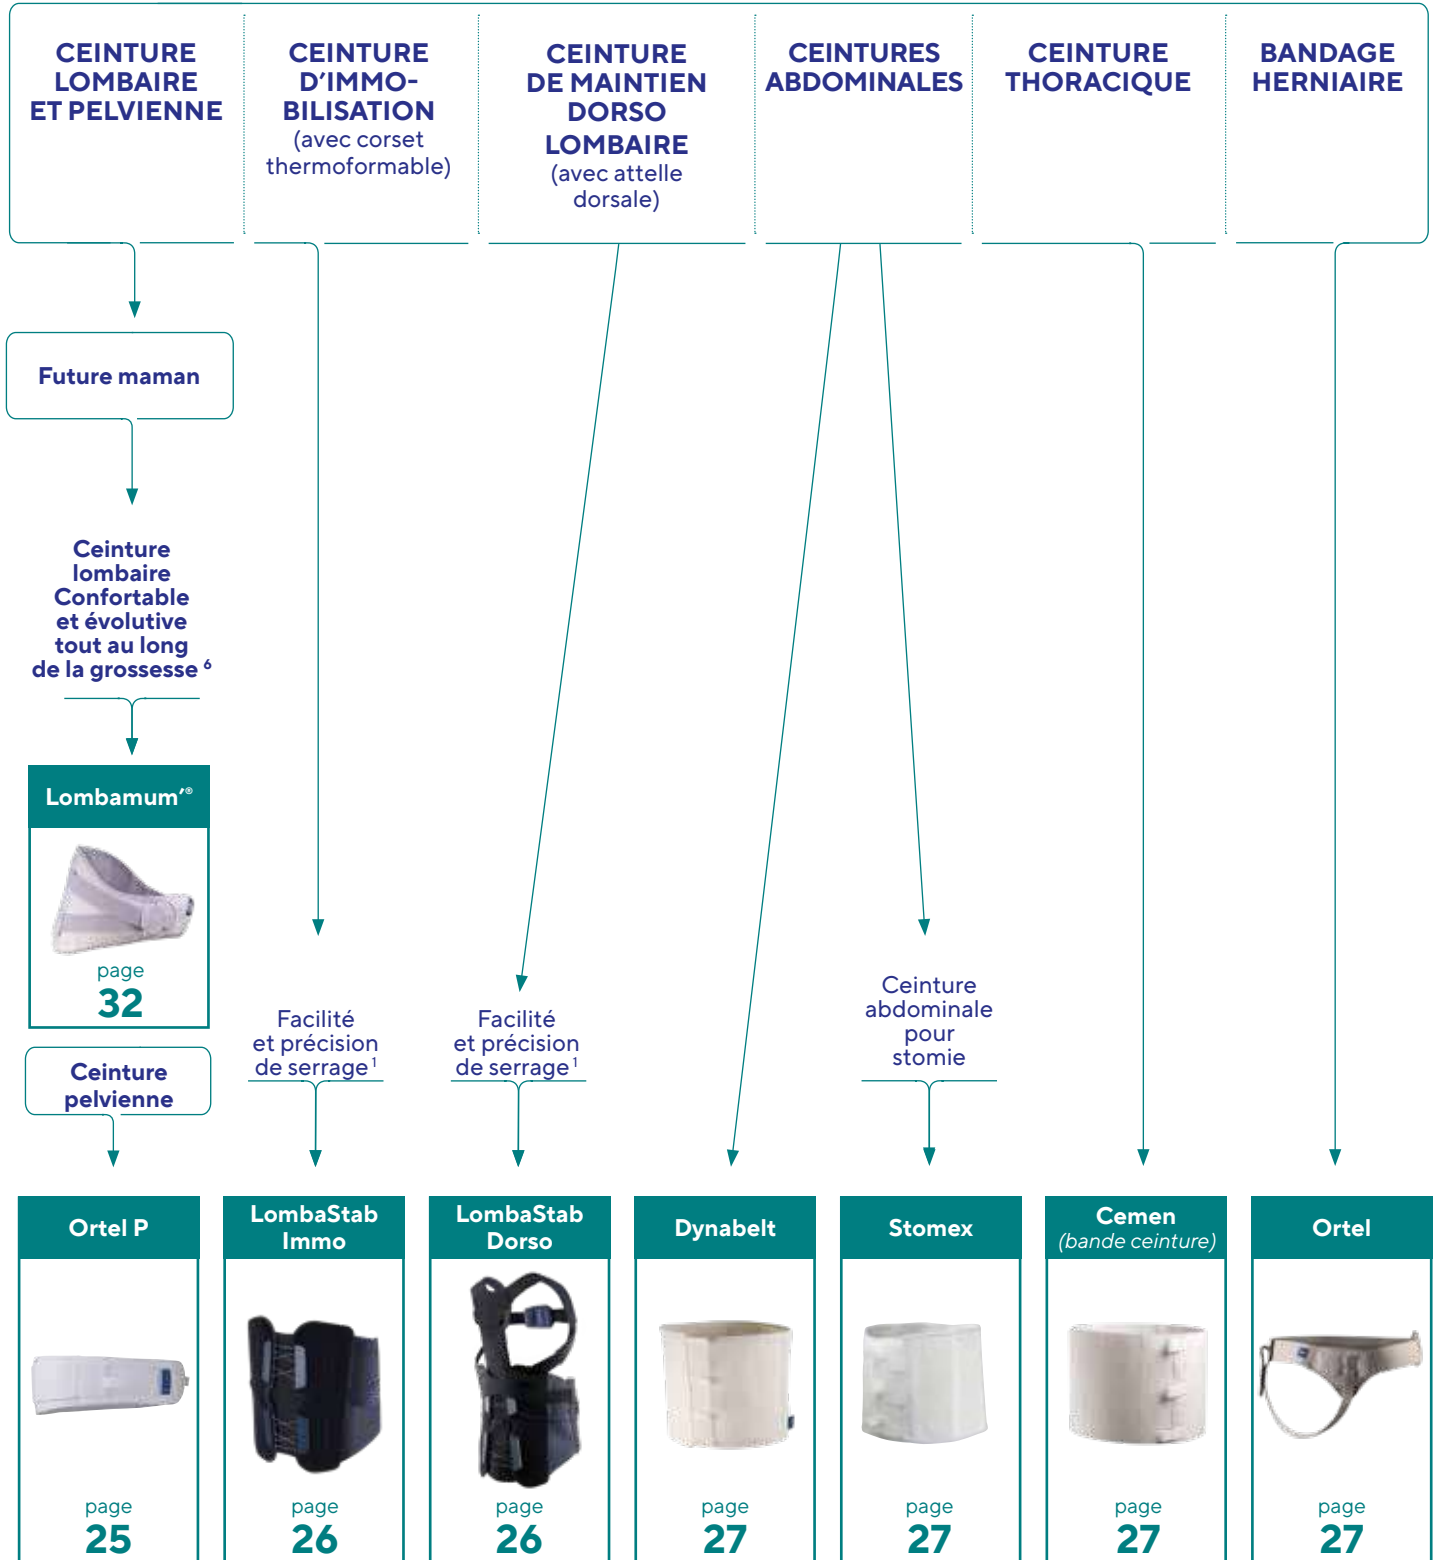 CEINTURE
LOMBAIRE
ET PELVIENNE
CEINTURE
D'IMMO-
BILISATION
(avec corset
thermoformable)
CEINTURE
DE MAINTIEN
DORSO
LOMBAIRE
(avec attelle
dorsale)
CEINTURES
ABDOMINALES
CEINTURE
THORACIQUE
BANDAGE
HERNIAIRE
Future maman
Ceinture
lombaire
Confortable
et évolutive
tout au long
de la grossesse ⁶
Lombamum'®
page
32
Ceinture
pelvienne
Facilité
et précision
de serrage ¹
Facilité
et précision
de serrage ¹
Ceinture
abdominale
pour
stomie
Ortel P
page
25
LombaStab
Immo
page
26
LombaStab
Dorso
page
26
Dynabelt
page
27
Stomex
page
27
Cemen
(bande ceinture)
page
27
Ortel
page
27